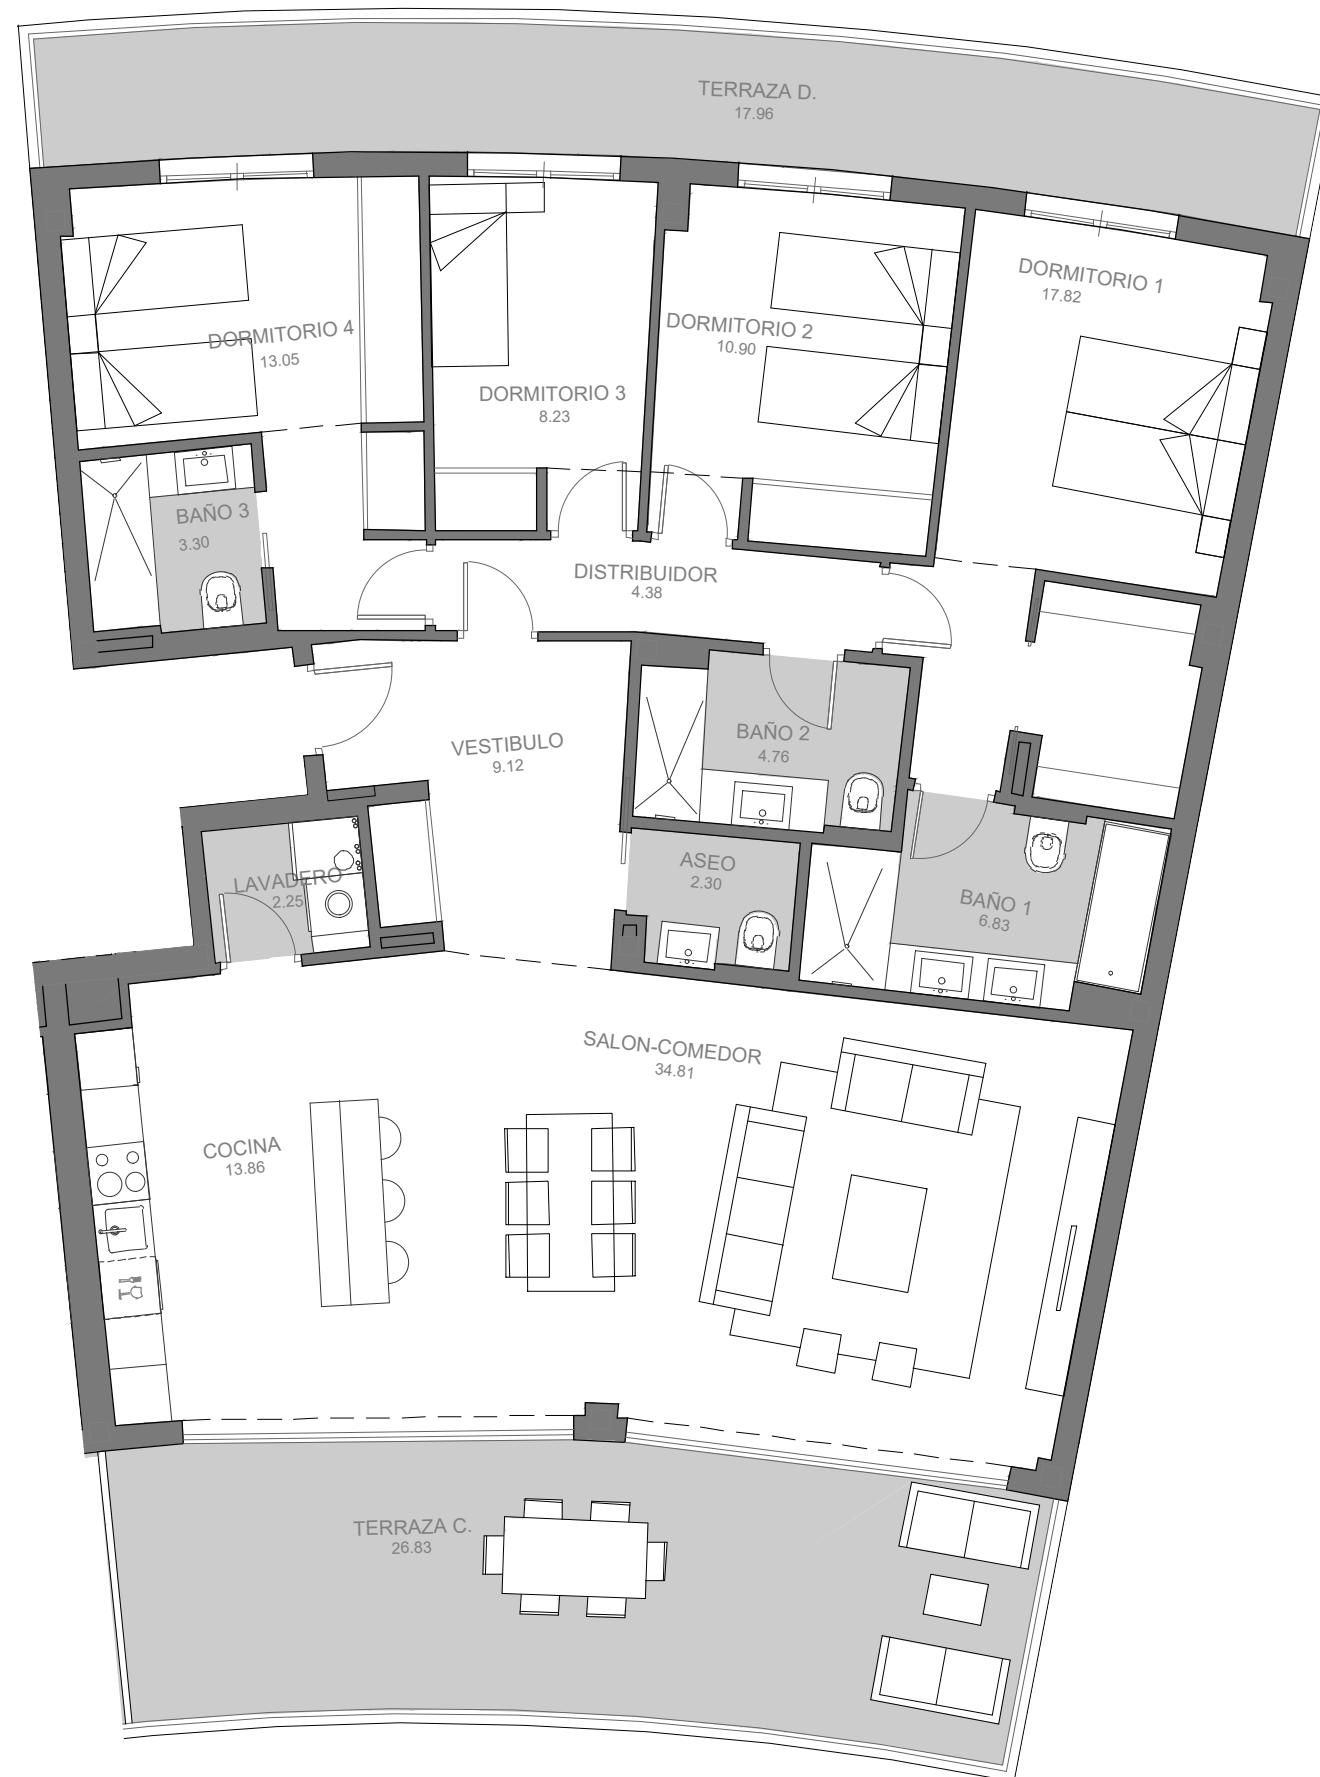 TERRAZA D.
17.96
DORMITORIO 1
17.82
DORMITORIO 4
13.05
DORMITORIO 2
10.90
DORMITORIO 3
8.23
BAÑO 3
3.30
DISTRIBUIDOR
4.38
VESTIBULO
9.12
BAÑO 2
4.76
ASEO
2.30
LAVADERO
2.25
BAÑO 1
6.83
SALON-COMEDOR
34.81
COCINA
13.86
TERRAZA C.
26.83